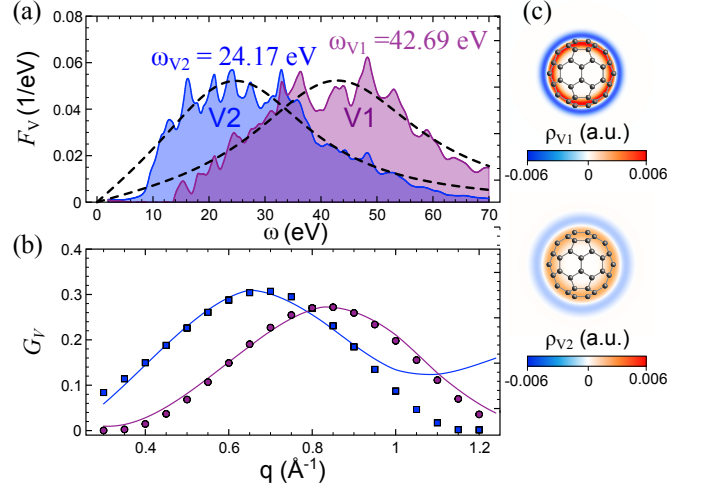 (a)
ω_V2 = 24.17 eV
ω_V1 =42.69 eV
V2
V1
F_V (1/eV)
0.08
0.06
0.04
0.02
0
0 10 20 30 40 50 60 70
ω (eV)
(b)
G_V
0.4
0.3
0.2
0.1
0
0.4 0.6 0.8 1 1.2
q (Å⁻¹)
(c)
ρ_V1 (a.u.)
-0.006 0 0.006
ρ_V2 (a.u.)
-0.006 0 0.006